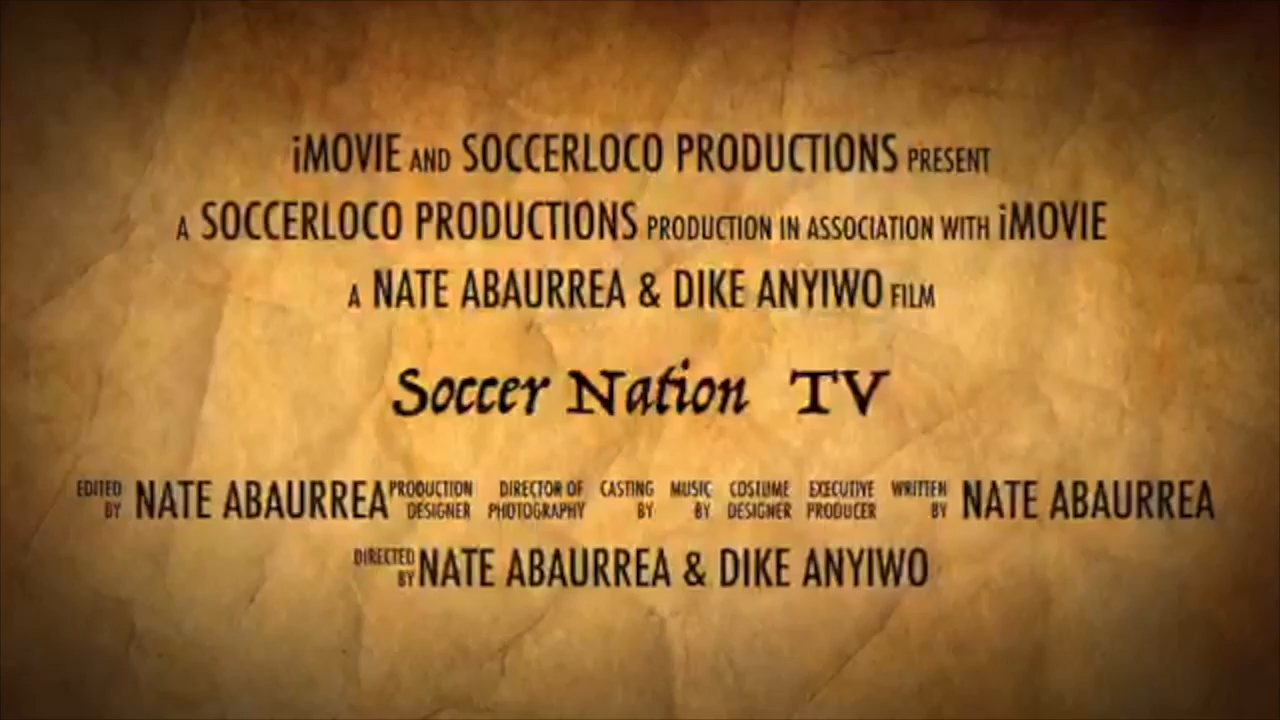 iMOVIE AND SOCCERLOCO PRODUCTIONS PRESENT
A SOCCERLOCO PRODUCTIONS PRODUCTION IN ASSOCIATION WITH iMOVIE
A NATE ABAURREA & DIKE ANYIWO FILM
Soccer Nation TV
EDITED BY NATE ABAURREA PRODUCTION DESIGNER DIRECTOR OF PHOTOGRAPHY CASTING BY MUSIC BY COSTUME DESIGNER EXECUTIVE PRODUCER WRITTEN BY NATE ABAURREA
DIRECTED BY NATE ABAURREA & DIKE ANYIWO